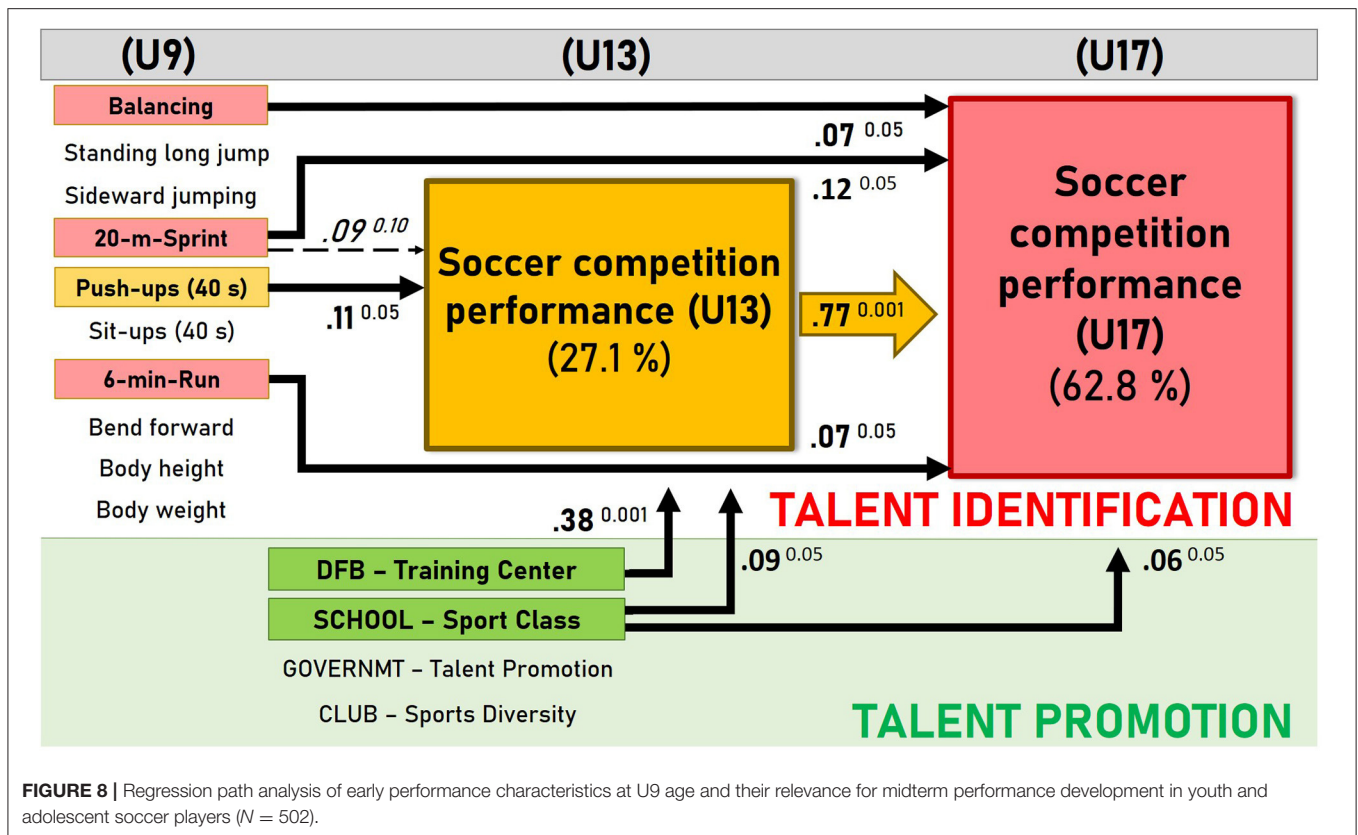 (U9) (U13) (U17)
Balancing
Standing long jump
Sideward jumping
20-m-Sprint
Push-ups (40 s)
Sit-ups (40 s)
6-min-Run
Bend forward
Body height
Body weight
.09 0.10
.11 0.05
Soccer competition
performance (U13)
(27.1 %)
.07 0.05
.12 0.05
.77 0.001
.07 0.05
Soccer
competition
performance
(U17)
(62.8 %)
TALENT IDENTIFICATION
.38 0.001
.09 0.05
.06 0.05
DFB – Training Center
SCHOOL – Sport Class
GOVERNMT – Talent Promotion
CLUB – Sports Diversity
TALENT PROMOTION
FIGURE 8 | Regression path analysis of early performance characteristics at U9 age and their relevance for midterm performance development in youth and
adolescent soccer players (N = 502).